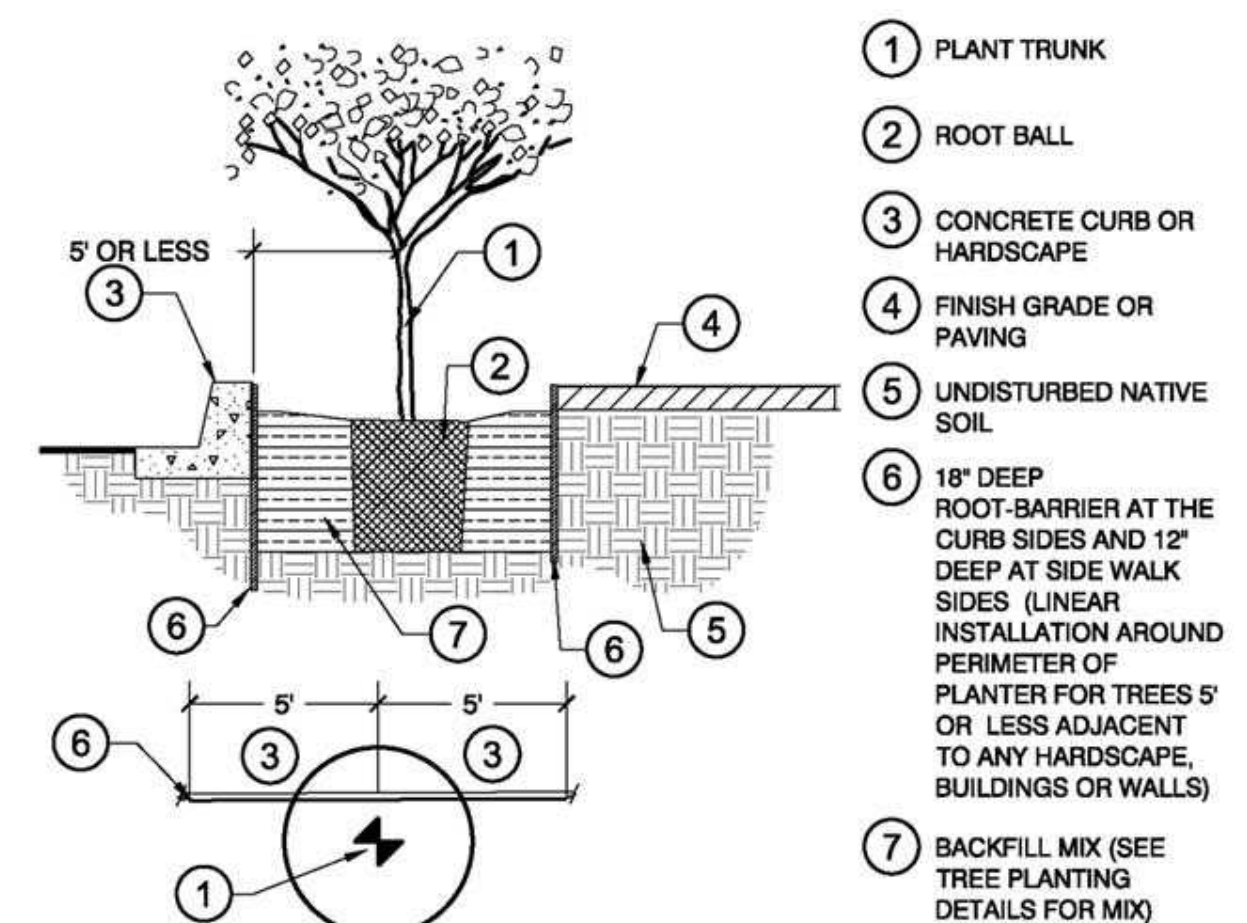 5' OR LESS
3
1
2
4
6
7
6
5
5'
5'
6
3
3
1
1 PLANT TRUNK
2 ROOT BALL
3 CONCRETE CURB OR
HARDSCAPE
4 FINISH GRADE OR
PAVING
5 UNDISTURBED NATIVE
SOIL
6 18" DEEP
ROOT-BARRIER AT THE
CURB SIDES AND 12"
DEEP AT SIDE WALK
SIDES (LINEAR
INSTALLATION AROUND
PERIMETER OF
PLANTER FOR TREES 5'
OR LESS ADJACENT
TO ANY HARDSCAPE,
BUILDINGS OR WALLS)
7 BACKFILL MIX (SEE
TREE PLANTING
DETAILS FOR MIX)